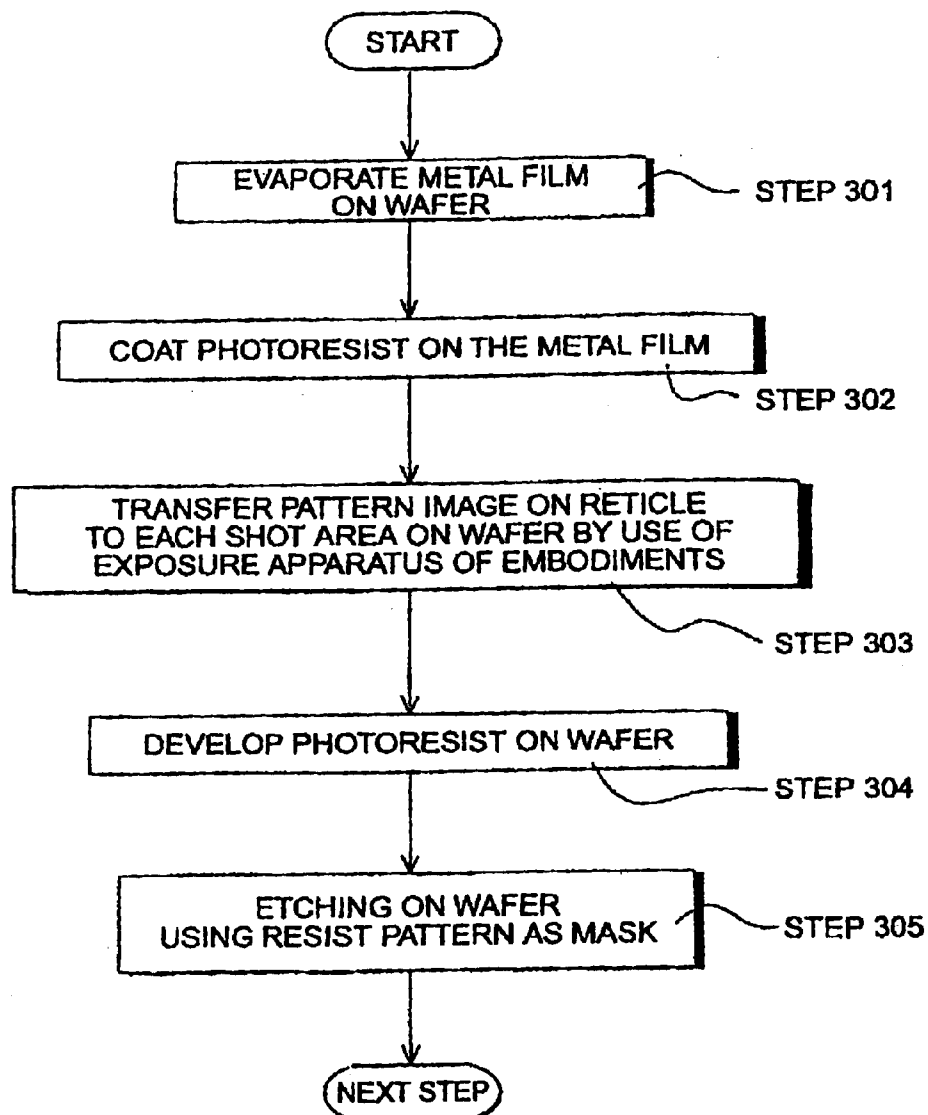 START
EVAPORATE METAL FILM
ON WAFER
STEP 301
COAT PHOTORESIST ON THE METAL FILM
STEP 302
TRANSFER PATTERN IMAGE ON RETICLE
TO EACH SHOT AREA ON WAFER BY USE OF
EXPOSURE APPARATUS OF EMBODIMENTS
STEP 303
DEVELOP PHOTORESIST ON WAFER
STEP 304
ETCHING ON WAFER
USING RESIST PATTERN AS MASK
STEP 305
NEXT STEP